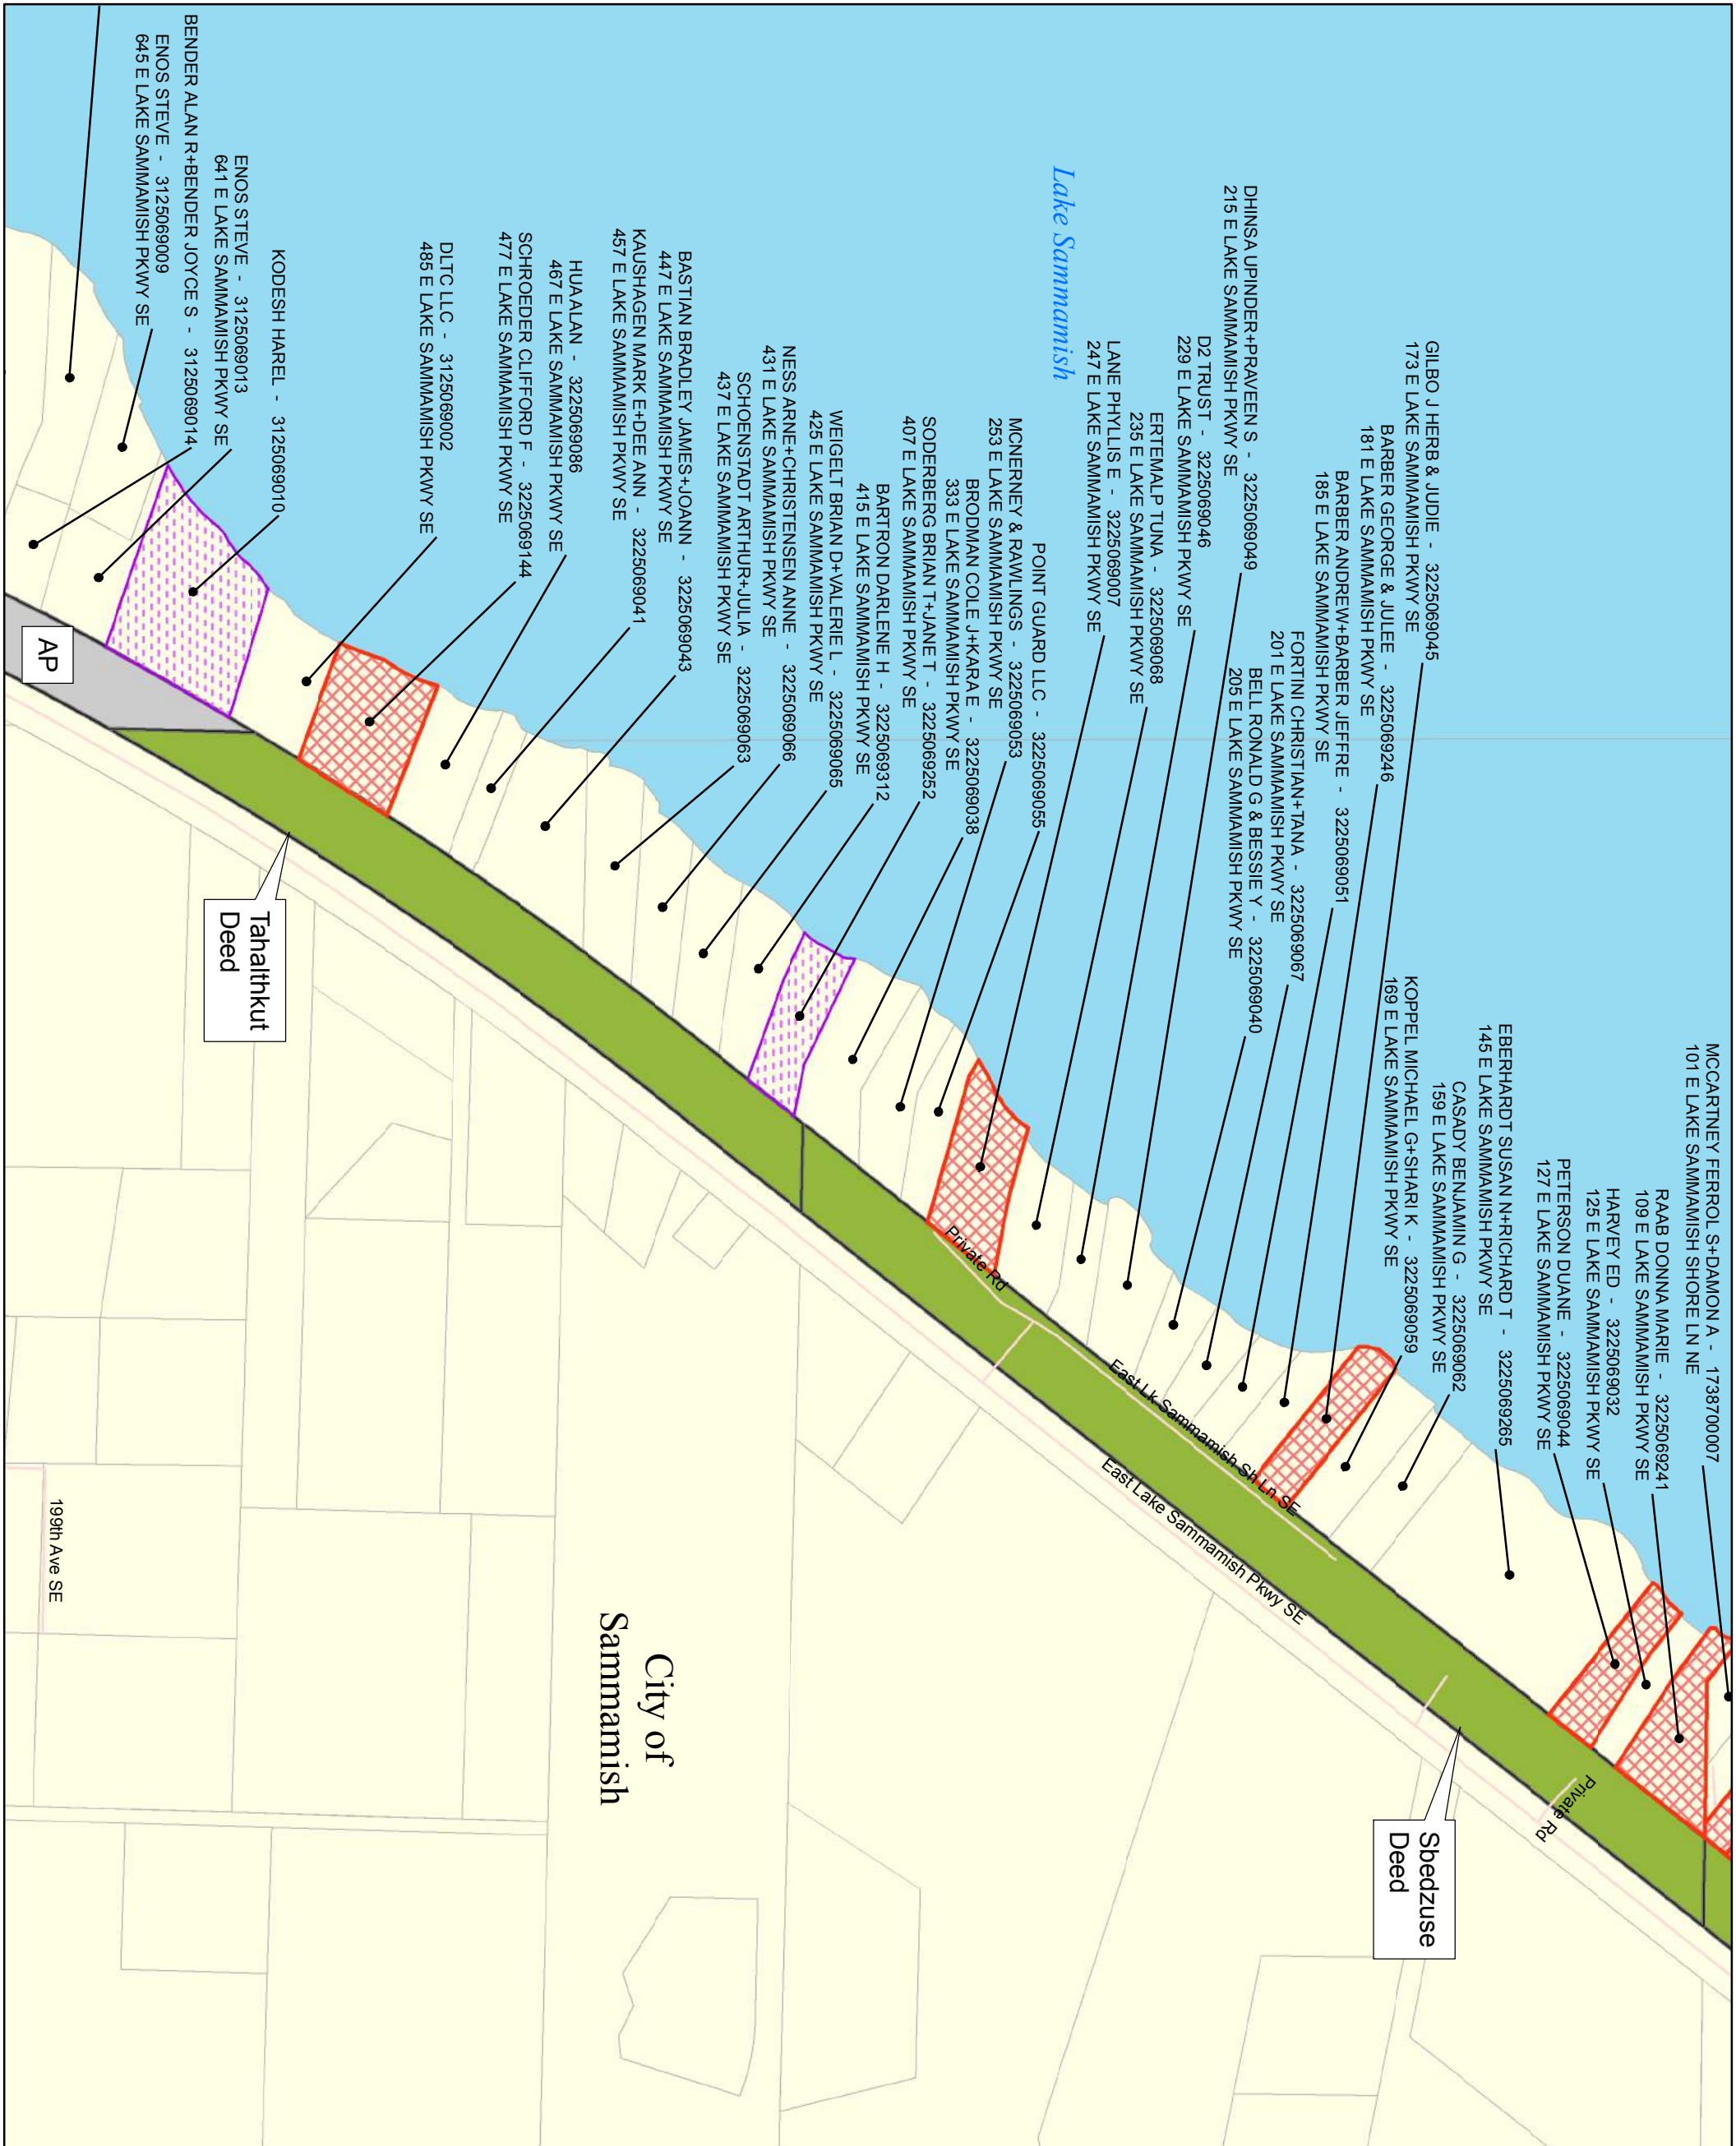 MCCARTNEY FERROL S+DAMON A - 1738700007
101 E LAKE SAMMAMISH SHORE LN NE
RAAB DONNA MARIE - 3225069241
109 E LAKE SAMMAMISH PKWY SE
HARVEY ED - 3225069032
125 E LAKE SAMMAMISH PKWY SE
PETERSON DUANE - 3225069044
127 E LAKE SAMMAMISH PKWY SE
EBERHARDT SUSAN N+RICHARD T - 3225069265
145 E LAKE SAMMAMISH PKWY SE
CASADY BENJAMIN G - 3225069062
159 E LAKE SAMMAMISH PKWY SE
KOPPEL MICHAEL G+SHARI K - 3225069059
169 E LAKE SAMMAMISH PKWY SE
GILBO J HERB & JUDIE - 3225069045
173 E LAKE SAMMAMISH PKWY SE
BARBER GEORGE & JULEE - 3225069246
181 E LAKE SAMMAMISH PKWY SE
BARBER ANDREW+BARBER JEFFRE - 3225069051
185 E LAKE SAMMAMISH PKWY SE
FORTINI CHRISTIAN+TANA - 3225069067
201 E LAKE SAMMAMISH PKWY SE
BELL RONALD G & BESSIE Y - 3225069040
205 E LAKE SAMMAMISH PKWY SE
DHINSA UPINDER+PRAVEEN S - 3225069049
215 E LAKE SAMMAMISH PKWY SE
D2 TRUST - 3225069046
229 E LAKE SAMMAMISH PKWY SE
ERTEMALP TUNA - 3225069068
235 E LAKE SAMMAMISH PKWY SE
LANE PHYLLIS E - 3225069007
247 E LAKE SAMMAMISH PKWY SE
Lake Sammamish
POINT GUARD LLC - 3225069055
MCNERNEY & RAWLINGS - 3225069053
253 E LAKE SAMMAMISH PKWY SE
BRODMAN COLE J+KARA E - 3225069038
333 E LAKE SAMMAMISH PKWY SE
SODERBERG BRIAN T+JANE T - 3225069252
407 E LAKE SAMMAMISH PKWY SE
BARTRON DARLENE H - 3225069312
415 E LAKE SAMMAMISH PKWY SE
WEIGELT BRIAN D+VALERIE L - 3225069065
425 E LAKE SAMMAMISH PKWY SE
NESS ARNE+CHRISTENSEN ANNE - 3225069066
431 E LAKE SAMMAMISH PKWY SE
SCHOENSTADT ARTHUR+JULIA - 3225069063
437 E LAKE SAMMAMISH PKWY SE
BASTIAN BRADLEY JAMES+JOANN - 3225069043
447 E LAKE SAMMAMISH PKWY SE
KAUSHAGEN MARK E+DEE ANN - 3225069041
457 E LAKE SAMMAMISH PKWY SE
HUA ALAN - 3225069086
467 E LAKE SAMMAMISH PKWY SE
SCHROEDER CLIFFORD F - 3225069144
477 E LAKE SAMMAMISH PKWY SE
DLTC LLC - 3125069002
485 E LAKE SAMMAMISH PKWY SE
KODESH HAREL - 3125069010
ENOS STEVE - 3125069013
641 E LAKE SAMMAMISH PKWY SE
BENDER ALAN R+BENDER JOYCE S - 3125069014
ENOS STEVE - 3125069009
645 E LAKE SAMMAMISH PKWY SE
Private Rd
East Lk Sammamish Sh Ln SE
East Lake Sammamish Pkwy SE
Private Rd
Sbedzuse
Deed
Tahalthkut
Deed
AP
City of
Sammamish
199th Ave SE